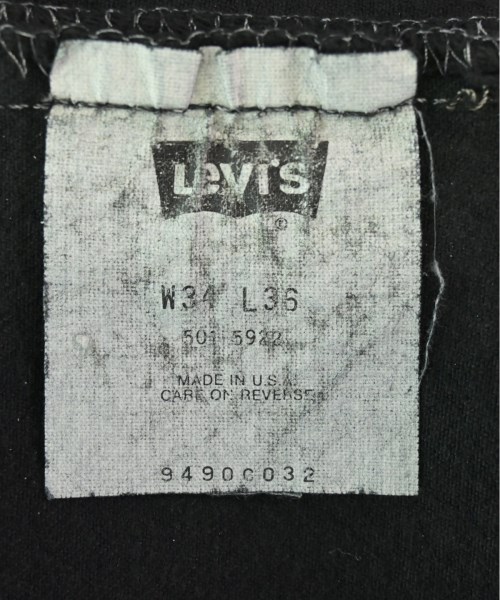 Levi's
®
W34 L36
501 5922
MADE IN U.S.A.
CARE ON REVERSE
94900032